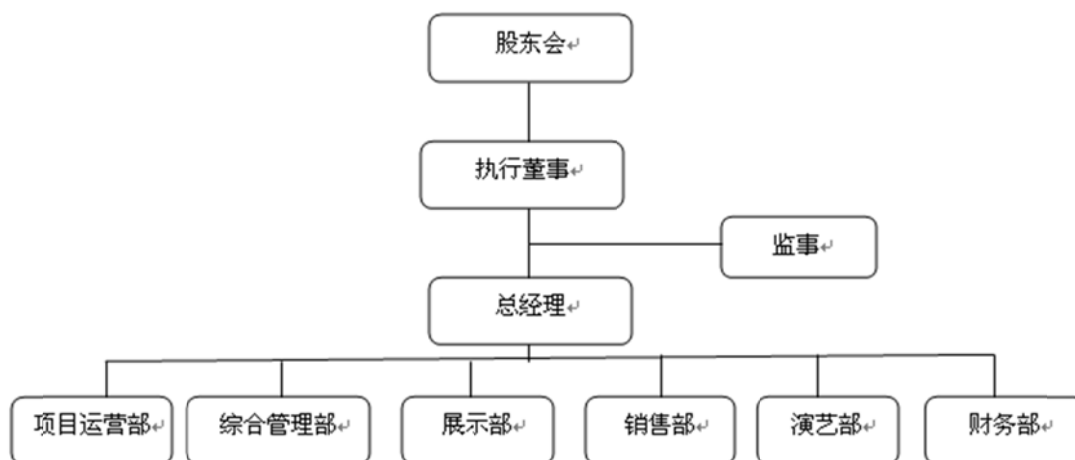 股东会
执行董事
监事
总经理
项目运营部 综合管理部 展示部 销售部 演艺部 财务部